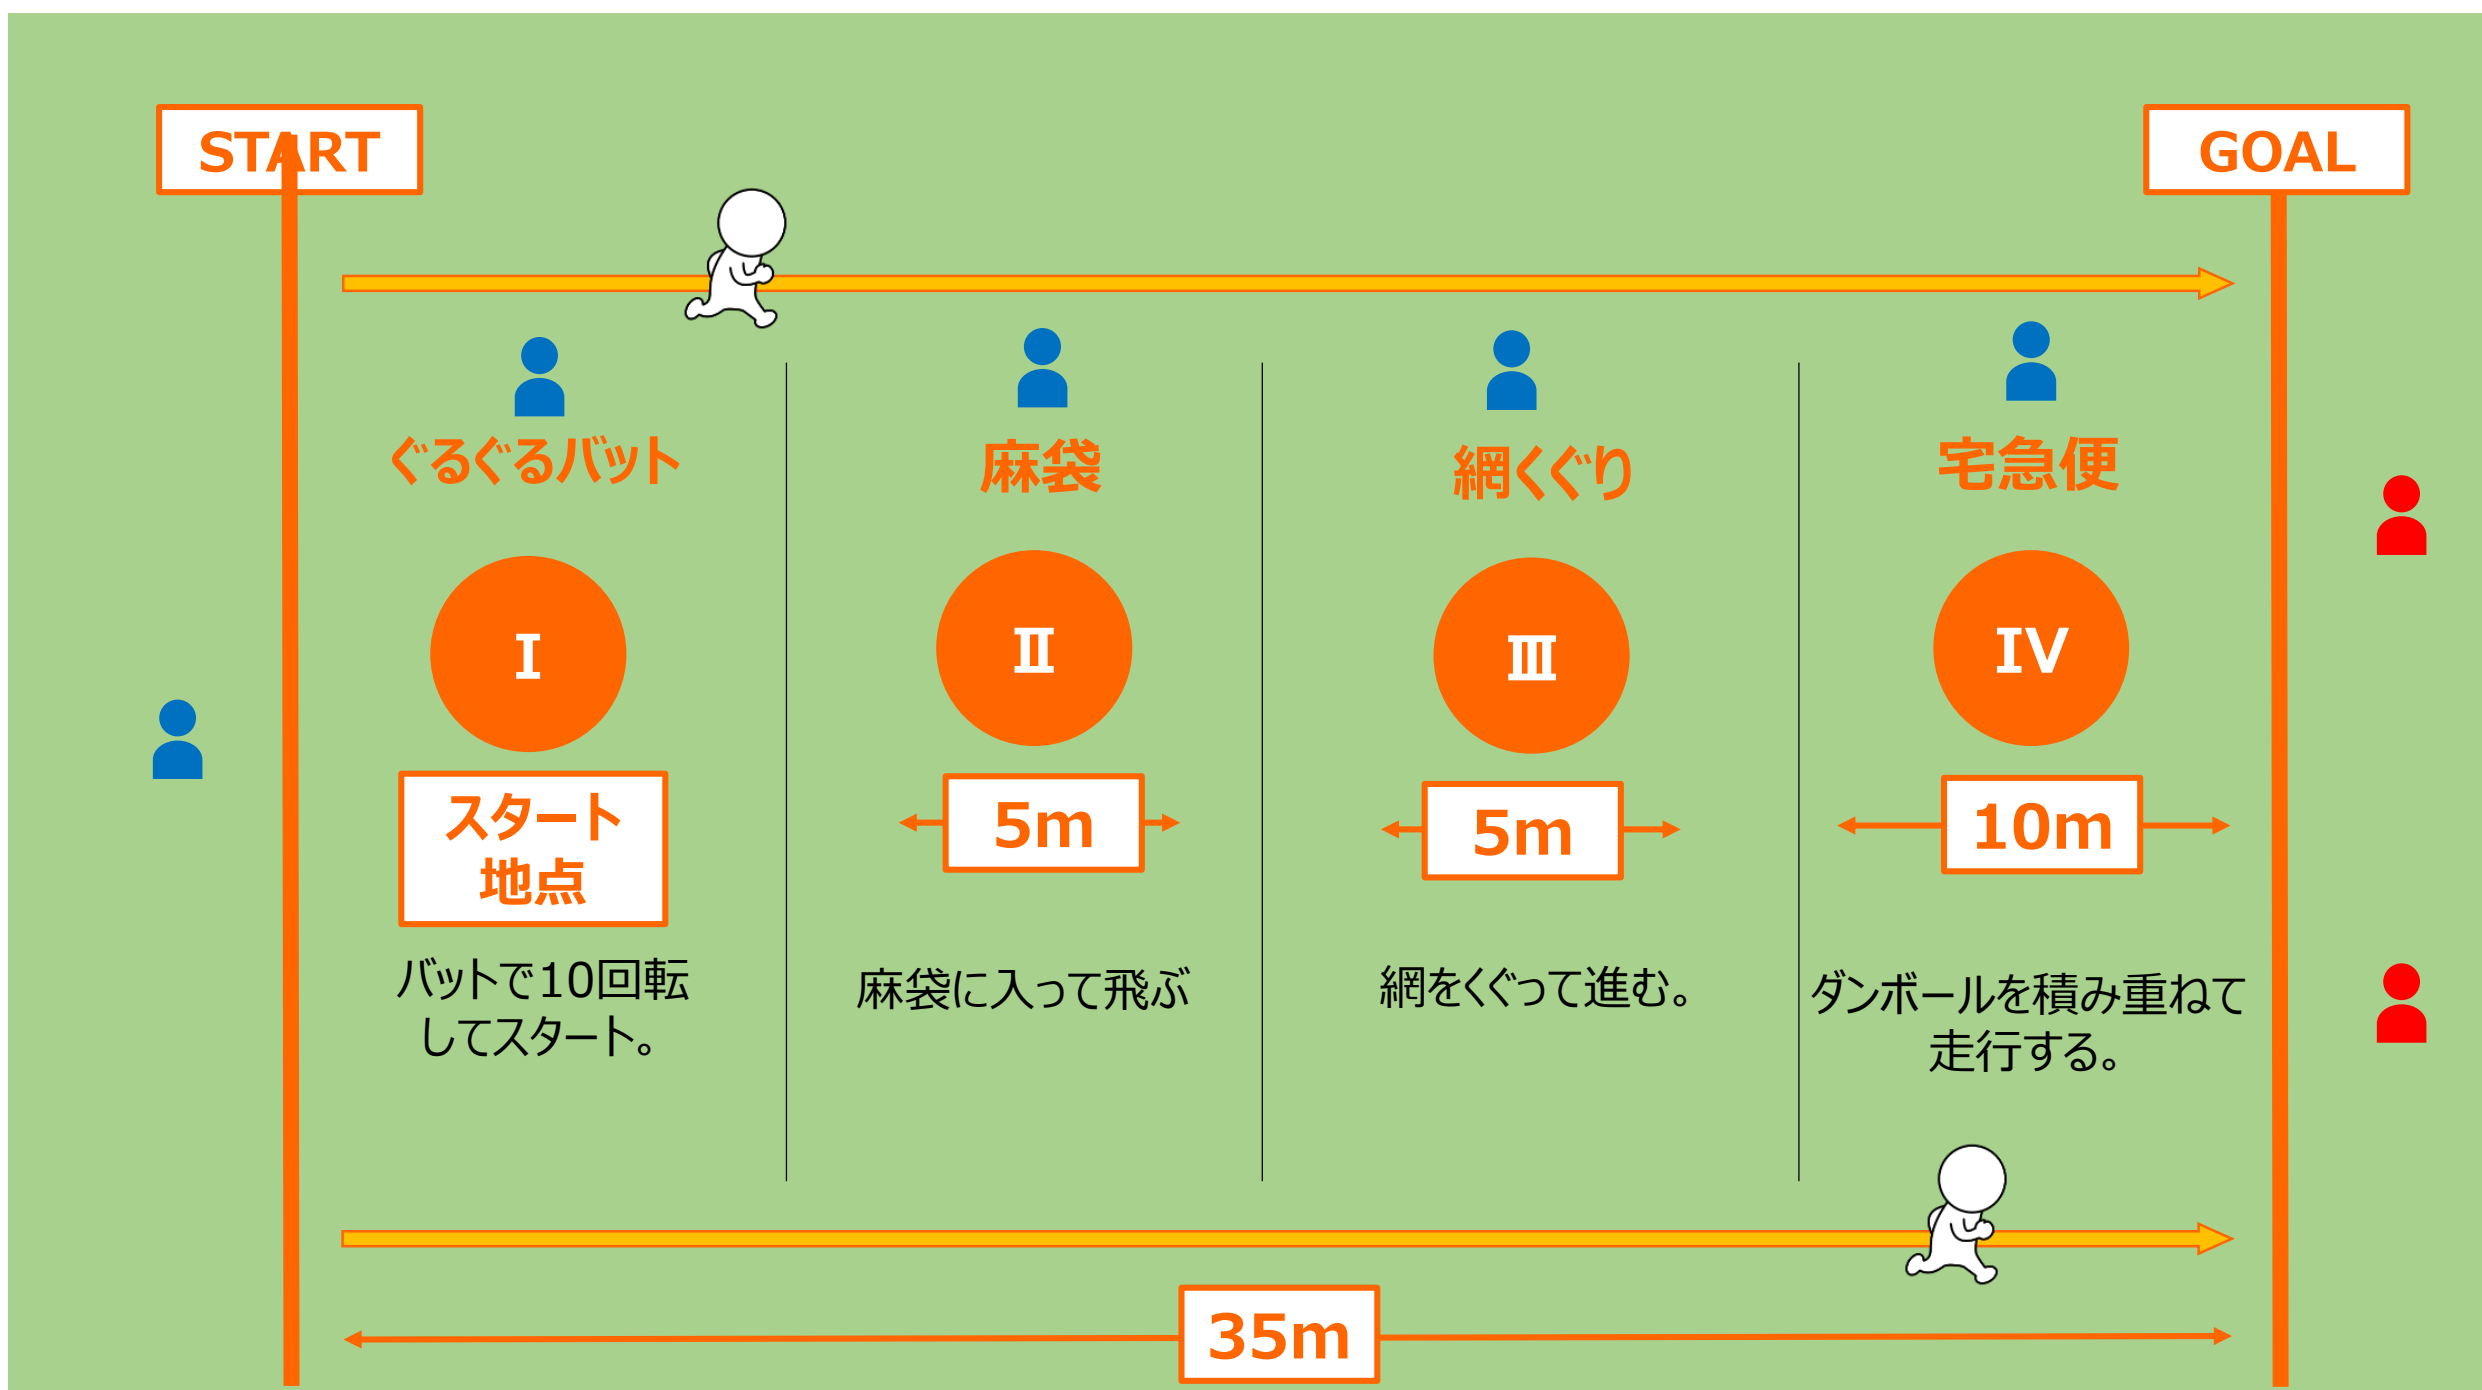 START
GOAL
ぐるぐるバット
麻袋
網くぐり
宅急便
Ⅰ
Ⅱ
Ⅲ
Ⅳ
スタート
地点
5m
5m
10m
バットで10回転
してスタート。
麻袋に入って飛ぶ
網をくぐって進む。
ダンボールを積み重ねて
走行する。
35m